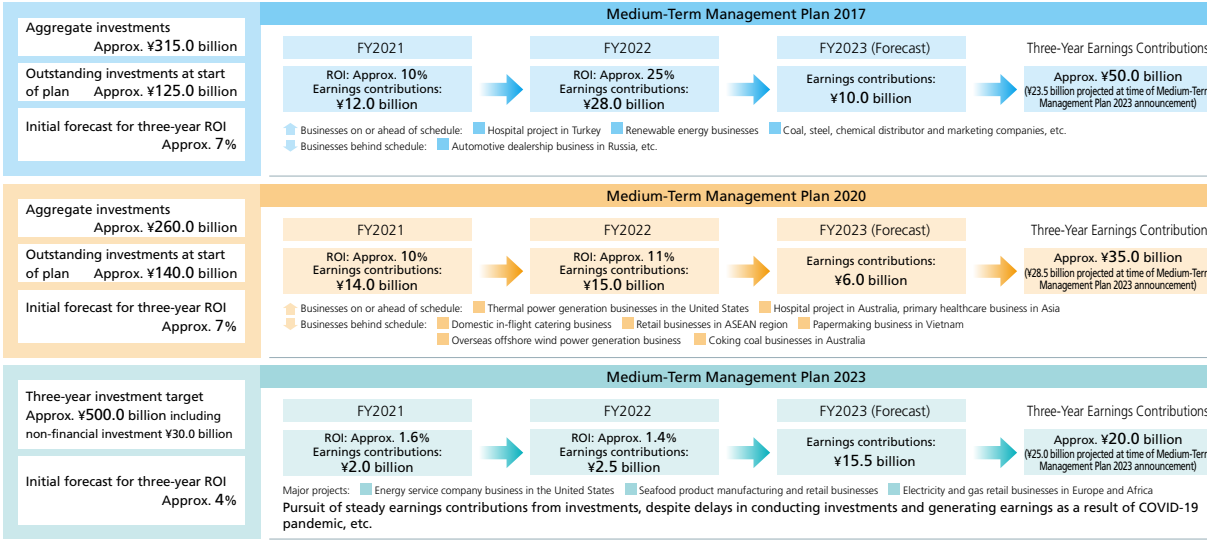 Aggregate investments
Approx. ¥315.0 billion
Outstanding investments at start
of plan Approx. ¥125.0 billion
Initial forecast for three-year ROI
Approx. 7%
Medium-Term Management Plan 2017
FY2021
ROI: Approx. 10%
Earnings contributions:
¥12.0 billion
FY2022
ROI: Approx. 25%
Earnings contributions:
¥28.0 billion
FY2023 (Forecast)
Earnings contributions:
¥10.0 billion
Three-Year Earnings Contributions
Approx. ¥50.0 billion
(¥23.5 billion projected at time of Medium-Term
Management Plan 2023 announcement)
Businesses on or ahead of schedule: Hospital project in Turkey Renewable energy businesses Coal, steel, chemical distributor and marketing companies, etc.
Businesses behind schedule: Automotive dealership business in Russia, etc.
Aggregate investments
Approx. ¥260.0 billion
Outstanding investments at start
of plan Approx. ¥140.0 billion
Initial forecast for three-year ROI
Approx. 7%
Medium-Term Management Plan 2020
FY2021
ROI: Approx. 10%
Earnings contributions:
¥14.0 billion
FY2022
ROI: Approx. 11%
Earnings contributions:
¥15.0 billion
FY2023 (Forecast)
Earnings contributions:
¥6.0 billion
Three-Year Earnings Contribution
Approx. ¥35.0 billion
(¥28.5 billion projected at time of Medium-Term
Management Plan 2023 announcement)
Businesses on or ahead of schedule: Thermal power generation businesses in the United States Hospital project in Australia, primary healthcare business in Asia
Businesses behind schedule: Domestic in-flight catering business Retail businesses in ASEAN region Papermaking business in Vietnam
Overseas offshore wind power generation business Coking coal businesses in Australia
Three-year investment target
Approx. ¥500.0 billion including
non-financial investment ¥30.0 billion
Initial forecast for three-year ROI
Approx. 4%
Medium-Term Management Plan 2023
FY2021
ROI: Approx. 1.6%
Earnings contributions:
¥2.0 billion
FY2022
ROI: Approx. 1.4%
Earnings contributions:
¥2.5 billion
FY2023 (Forecast)
Earnings contributions:
¥15.5 billion
Three-Year Earnings Contributions
Approx. ¥20.0 billion
(¥25.0 billion projected at time of Medium-Term
Management Plan 2023 announcement)
Major projects: Energy service company business in the United States Seafood product manufacturing and retail businesses Electricity and gas retail businesses in Europe and Africa
Pursuit of steady earnings contributions from investments, despite delays in conducting investments and generating earnings as a result of COVID-19
pandemic, etc.